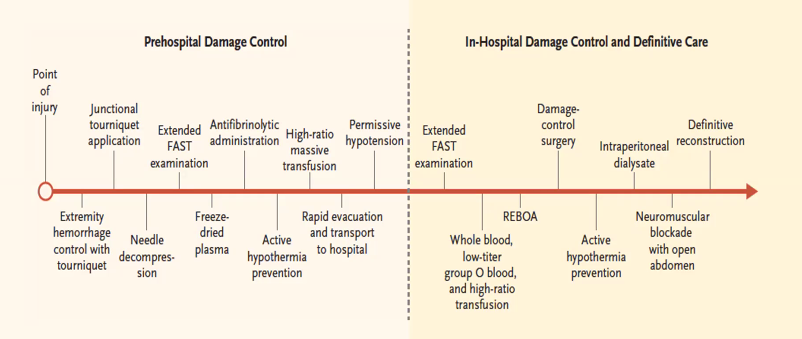 Prehospital Damage Control
In-Hospital Damage Control and Definitive Care
Point
of
injury
Junctional
tourniquet
application
Extended
FAST
examination
Antifibrinolytic
administration
High-ratio
massive
transfusion
Permissive
hypotension
Extended
FAST
examination
Damage-
control
surgery
Intraperitoneal
dialysate
Definitive
reconstruction
Extremity
hemorrhage
control with
tourniquet
Needle
decompres-
sion
Freeze-
dried
plasma
Active
hypothermia
prevention
Rapid evacuation
and transport
to hospital
Whole blood,
low-titer
group O blood,
and high-ratio
transfusion
REBOA
Active
hypothermia
prevention
Neuromuscular
blockade
with open
abdomen